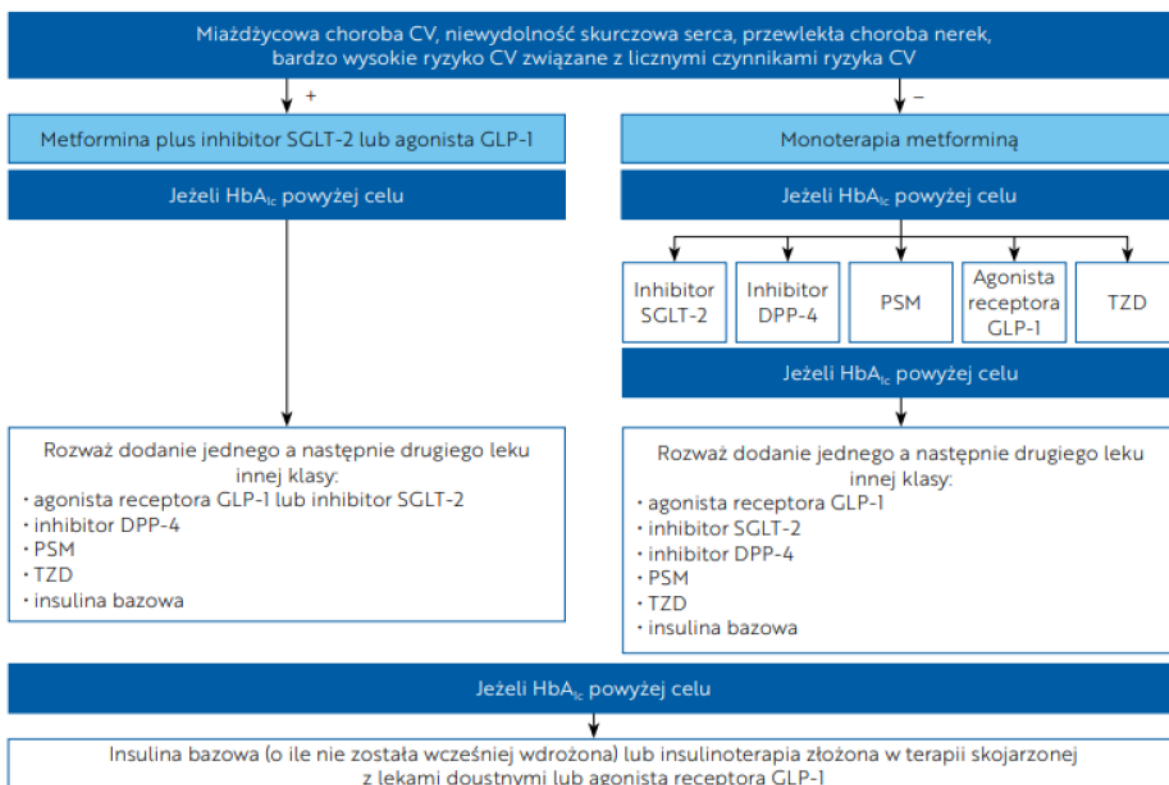 Miażdżycowa choroba CV, niewydolność skurczowa serca, przewlekła choroba nerek,
bardzo wysokie ryzyko CV związane z licznymi czynnikami ryzyka CV
+
–
Metformina plus inhibitor SGLT-2 lub agonista GLP-1
Jeżeli HbA1c powyżej celu
Monoterapia metforminą
Jeżeli HbA1c powyżej celu
Inhibitor
SGLT-2
Inhibitor
DPP-4
PSM
Agonista
receptora
GLP-1
TZD
Jeżeli HbA1c powyżej celu
Rozważ dodanie jednego a następnie drugiego leku
innej klasy:
• agonista receptora GLP-1 lub inhibitor SGLT-2
• inhibitor DPP-4
• PSM
• TZD
• insulina bazowa
Rozważ dodanie jednego a następnie drugiego leku
innej klasy:
• agonista receptora GLP-1
• inhibitor SGLT-2
• inhibitor DPP-4
• PSM
• TZD
• insulina bazowa
Jeżeli HbA1c powyżej celu
Insulina bazowa (o ile nie została wcześniej wdrożona) lub insulinoterapia złożona w terapii skojarzonej
z lekami doustnymi lub agonistą receptora GLP-1